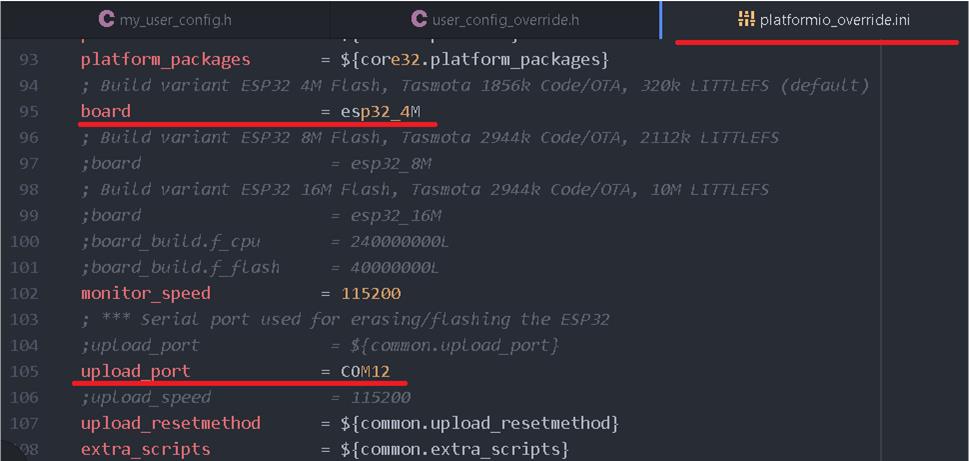 my_user_config.h user_config_override.h platformio_override.ini
93 platform_packages = ${core32.platform_packages}
94 ; Build variant ESP32 4M Flash, Tasmota 1856k Code/OTA, 320k LITTLEFS (default)
95 board = esp32_4M
96 ; Build variant ESP32 8M Flash, Tasmota 2944k Code/OTA, 2112k LITTLEFS
97 ;board = esp32_8M
98 ; Build variant ESP32 16M Flash, Tasmota 2944k Code/OTA, 10M LITTLEFS
99 ;board = esp32_16M
100 ;board_build.f_cpu = 240000000L
101 ;board_build.f_flash = 40000000L
102 monitor_speed = 115200
103 ; *** Serial port used for erasing/flashing the ESP32
104 ;upload_port = ${common.upload_port}
105 upload_port = COM12
106 ;upload_speed = 115200
107 upload_resetmethod = ${common.upload_resetmethod}
108 extra_scripts = ${common.extra_scripts}